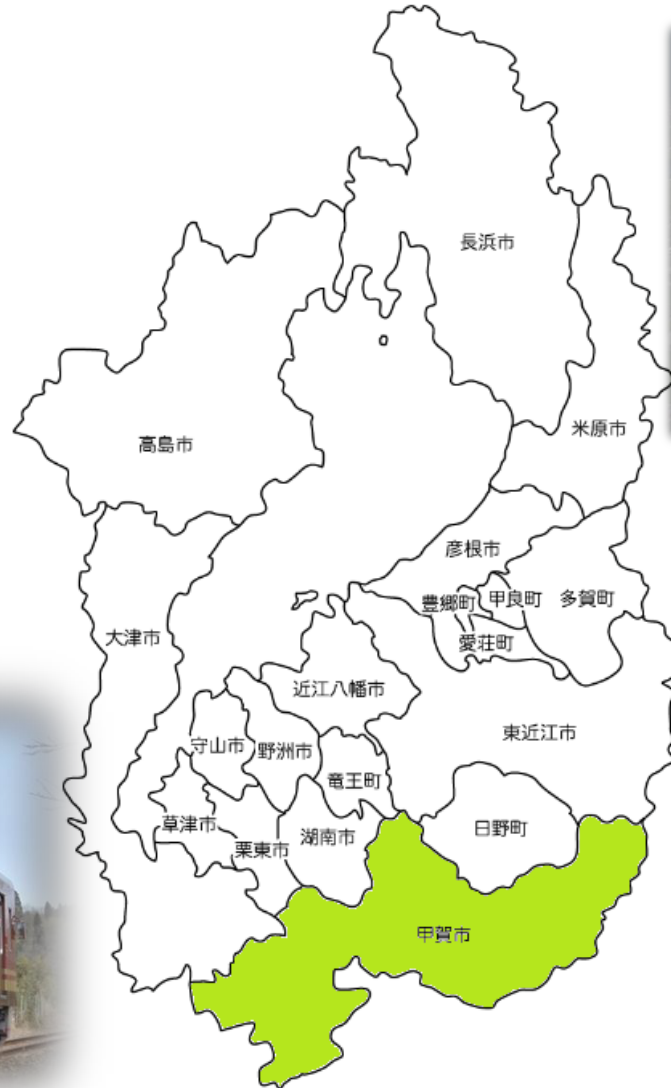 長浜市
米原市
高島市
彦根市
豊郷町
甲良町
多賀町
愛荘町
大津市
近江八幡市
東近江市
守山市
野洲市
竜王町
草津市
栗東市
湖南市
日野町
甲賀市